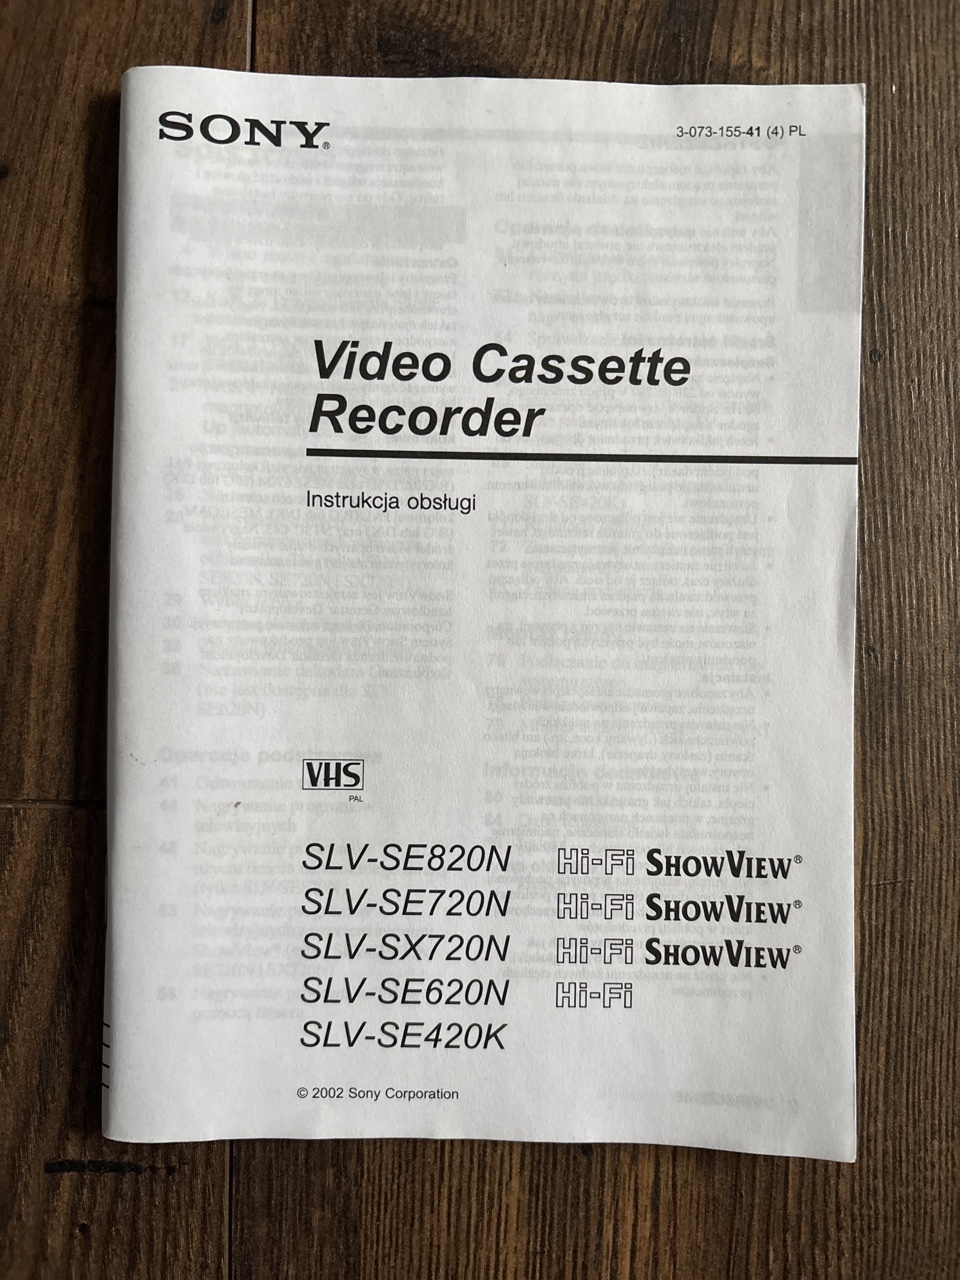 SONY®
3-073-155-41 (4) PL
Video Cassette
Recorder
Instrukcja obsługi
VHS
PAL
SLV-SE820N Hi-Fi SHOWVIEW®
SLV-SE720N Hi-Fi SHOWVIEW®
SLV-SX720N Hi-Fi SHOWVIEW®
SLV-SE620N Hi-Fi
SLV-SE420K
© 2002 Sony Corporation